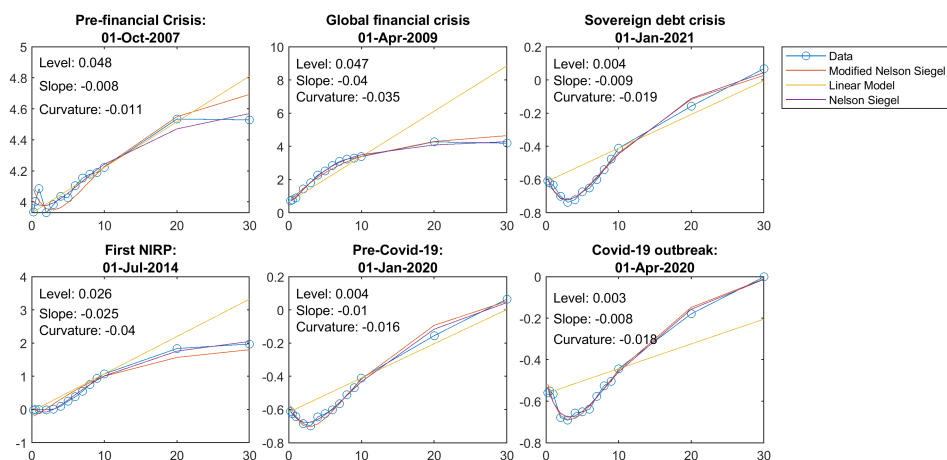 Pre-financial Crisis:
01-Oct-2007
5
4.8
4.6
4.4
4.2
4
0
10
20
30
Level: 0.048
Slope: -0.008
Curvature: -0.011
Global financial crisis
01-Apr-2009
10
8
6
4
2
0
0
10
20
30
Level: 0.047
Slope: -0.04
Curvature: -0.035
Sovereign debt crisis
01-Jan-2021
0.2
0
-0.2
-0.4
-0.6
-0.8
0
10
20
30
Level: 0.004
Slope: -0.009
Curvature: -0.019
Data
Modified Nelson Siegel
Linear Model
Nelson Siegel
First NIRP:
01-Jul-2014
4
3
2
1
0
-1
0
10
20
30
Level: 0.026
Slope: -0.025
Curvature: -0.04
Pre-Covid-19:
01-Jan-2020
0.2
0
-0.2
-0.4
-0.6
-0.8
0
10
20
30
Level: 0.004
Slope: -0.01
Curvature: -0.016
Covid-19 outbreak:
01-Apr-2020
0
-0.2
-0.4
-0.6
-0.8
0
10
20
30
Level: 0.003
Slope: -0.008
Curvature: -0.018